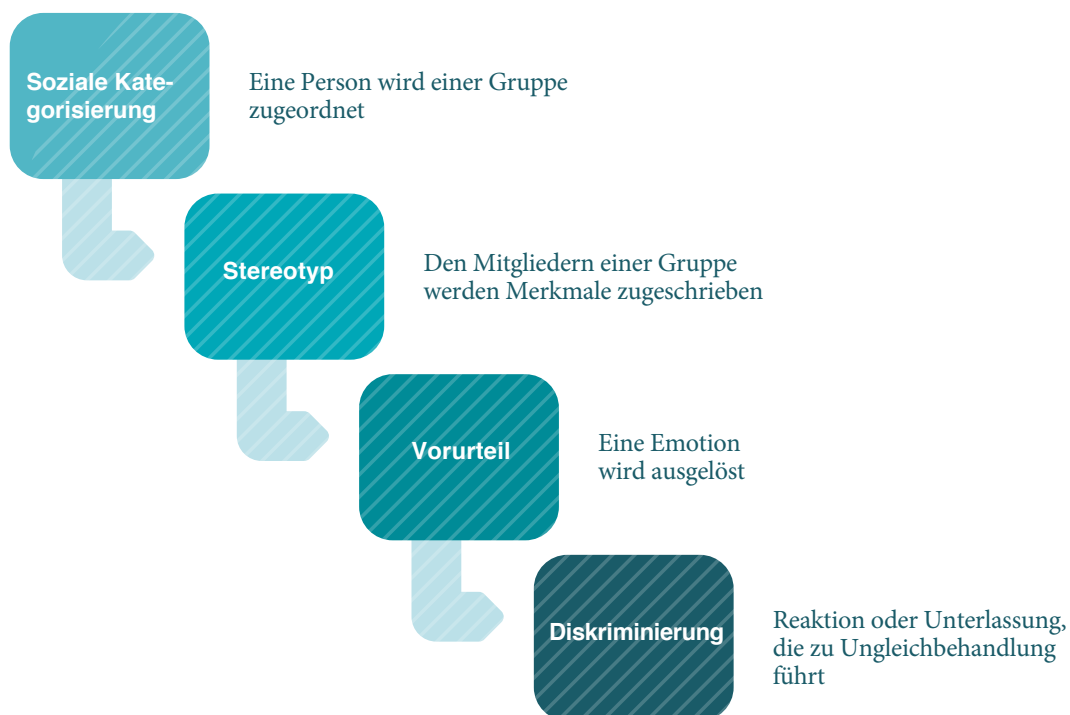 Soziale Kate-
gorisierung
Eine Person wird einer Gruppe
zugeordnet
Stereotyp
Den Mitgliedern einer Gruppe
werden Merkmale zugeschrieben
Vorurteil
Eine Emotion
wird ausgelöst
Diskriminierung
Reaktion oder Unterlassung,
die zu Ungleichbehandlung
führt